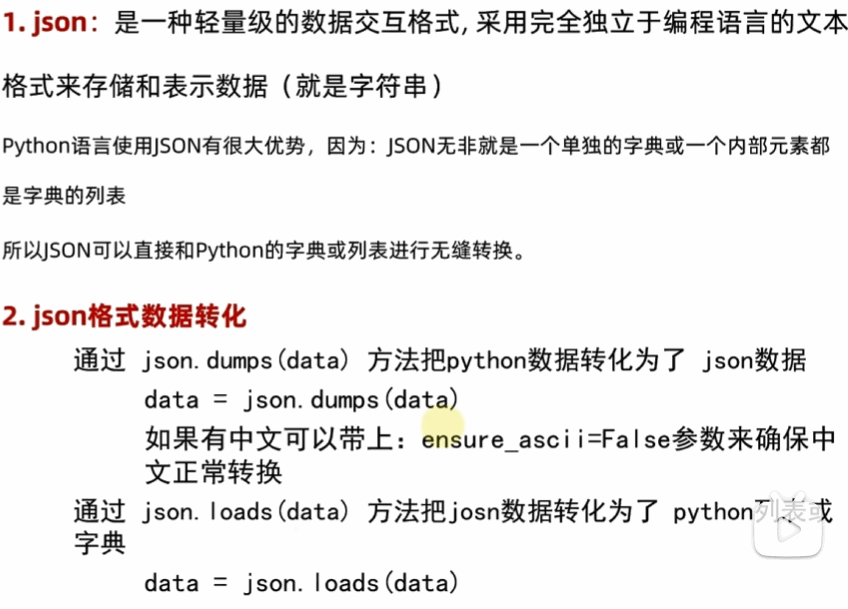 1. json：是一种轻量级的数据交互格式, 采用完全独立于编程语言的文本
格式来存储和表示数据（就是字符串）
Python语言使用JSON有很大优势，因为：JSON无非就是一个单独的字典或一个内部元素都
是字典的列表
所以JSON可以直接和Python的字典或列表进行无缝转换。
2. json格式数据转化
通过 json.dumps(data) 方法把python数据转化为了 json数据
data = json.dumps(data)
如果有中文可以带上：ensure_ascii=False参数来确保中
文正常转换
通过 json.loads(data) 方法把josn数据转化为了 python列表或
字典
data = json.loads(data)